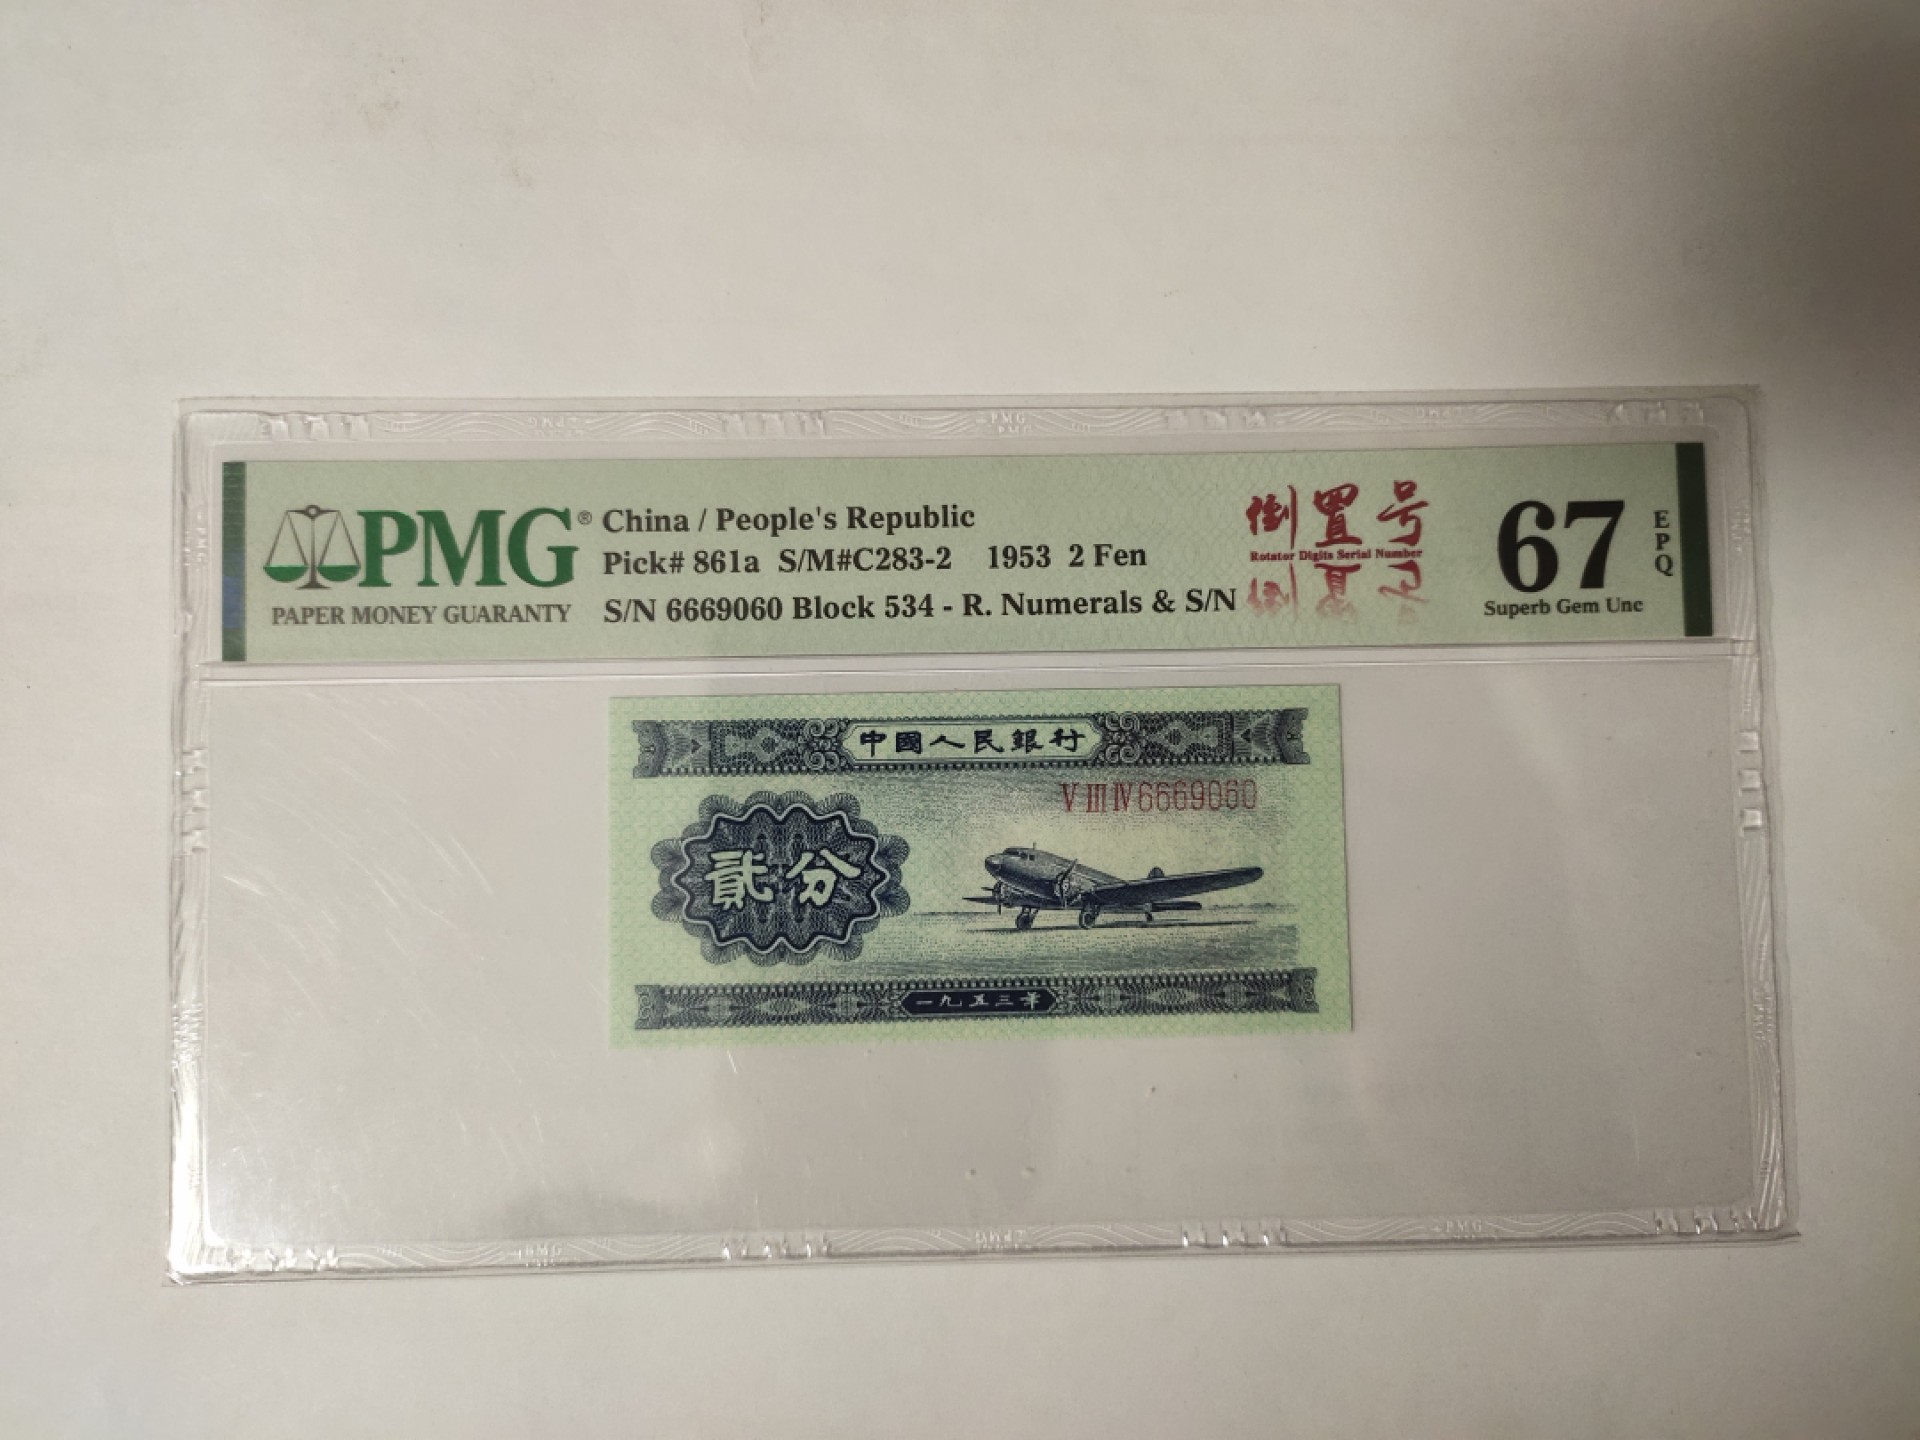 PMG®
PAPER MONEY GUARANTY
China / People's Republic
Pick# 861a S/M#C283-2 1953 2 Fen
S/N 6669060 Block 534 - R. Numerals & S/N
倒置号
Rotator Digits Serial Number
67
EPQ
Superb Gem Unc
中國人民銀行
V III IV 6669060
貳分
一九五三年